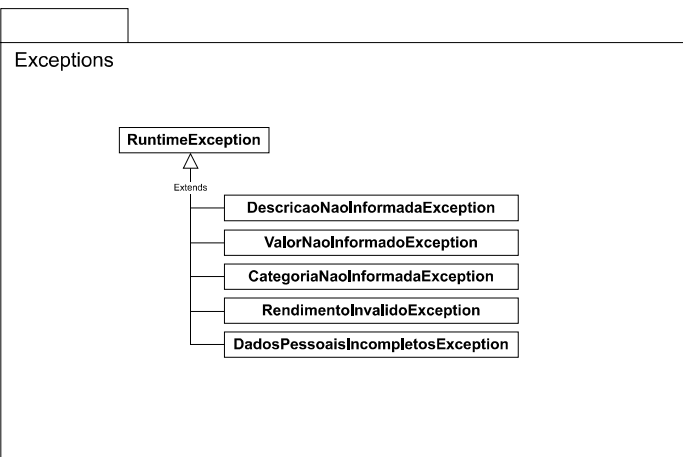 Exceptions
RuntimeException
Extends
DescricaoNaoInformadaException
ValorNaoInformadoException
CategoriaNaoInformadaException
RendimentoInvalidoException
DadosPessoaisIncompletosException